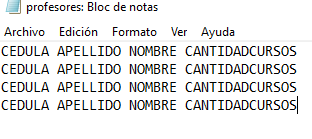 profesores: Bloc de notas
Archivo Edición Formato Ver Ayuda
CEDULA APELLIDO NOMBRE CANTIDADCURSOS
CEDULA APELLIDO NOMBRE CANTIDADCURSOS
CEDULA APELLIDO NOMBRE CANTIDADCURSOS
CEDULA APELLIDO NOMBRE CANTIDADCURSOS